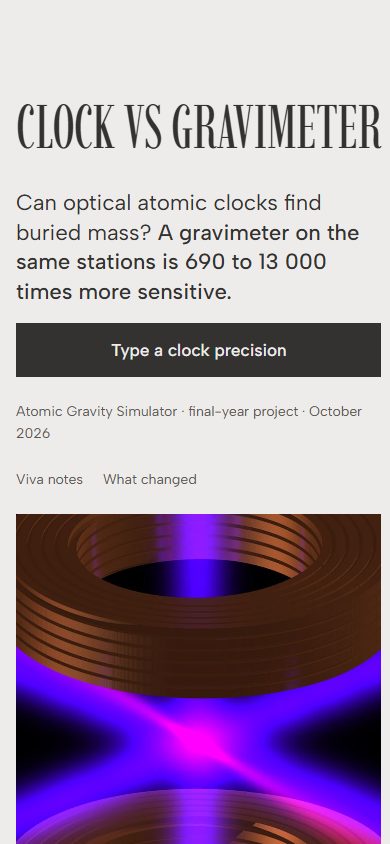 CLOCK VS GRAVIMETER
Can optical atomic clocks find
buried mass? A gravimeter on the
same stations is 690 to 13 000
times more sensitive.
Type a clock precision
Atomic Gravity Simulator · final-year project · October
2026
Viva notes What changed